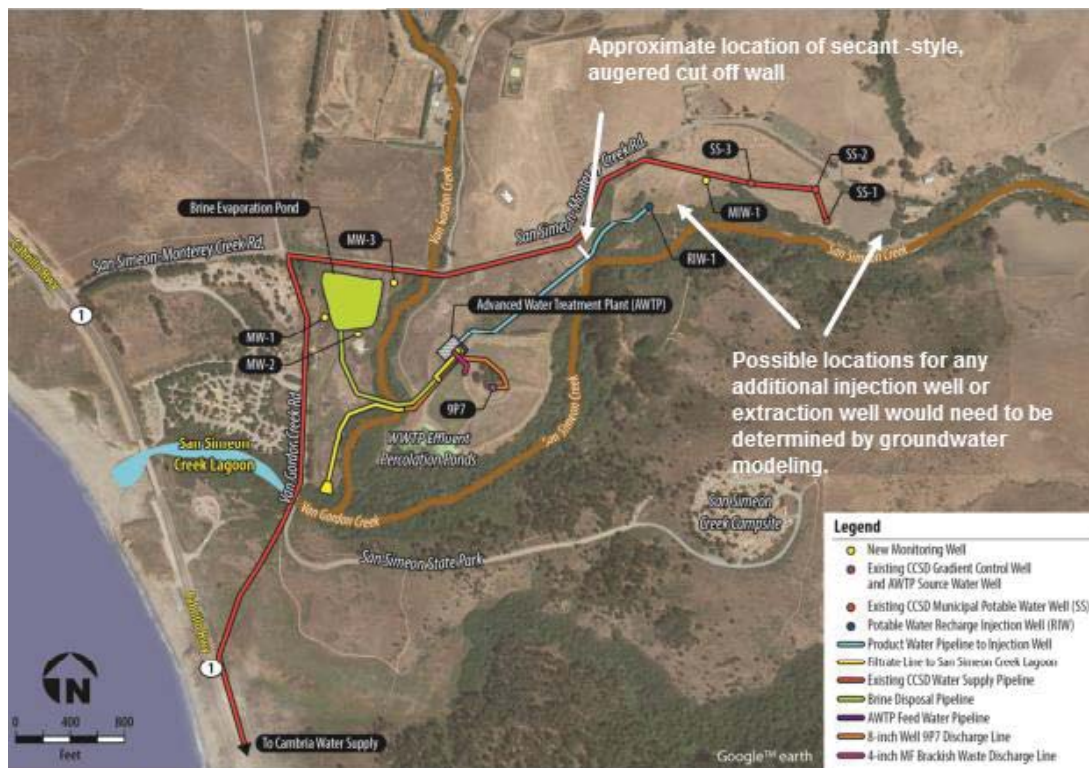 Approximate location of secant -style,
augered cut off wall
San Simeon-Monterey Creek Rd.
SS-3
SS-2
SS-1
MIW-1
Brine Evaporation Pond
Van Gordon Creek
MW-3
RIW-1
San Simeon Creek
San Simeon-Monterey Creek Rd.
Cabrillo Hwy
1
Advanced Water Treatment Plant (AWTP)
MW-1
MW-2
9P7
Possible locations for any
additional injection well or
extraction well would need to be
determined by groundwater
modeling.
WWTP Effluent
Percolation Ponds
San Simeon Creek
San Simeon
Creek Lagoon
Van Gordon Creek Rd.
Van Gordon Creek
San Simeon
Creek Campsite
San Simeon State Park
Cabrillo Hwy
1
N
0 400 800
Feet
To Cambria Water Supply
Google™ earth
Legend
New Monitoring Well
Existing CCSD Gradient Control Well
and AWTP Source Water Well
Existing CCSD Municipal Potable Water Well (SS)
Potable Water Recharge Injection Well (RIW)
Product Water Pipeline to Injection Well
Filtrate Line to San Simeon Creek Lagoon
Existing CCSD Water Supply Pipeline
Brine Disposal Pipeline
AWTP Feed Water Pipeline
8-inch Well 9P7 Discharge Line
4-inch MF Brackish Waste Discharge Line